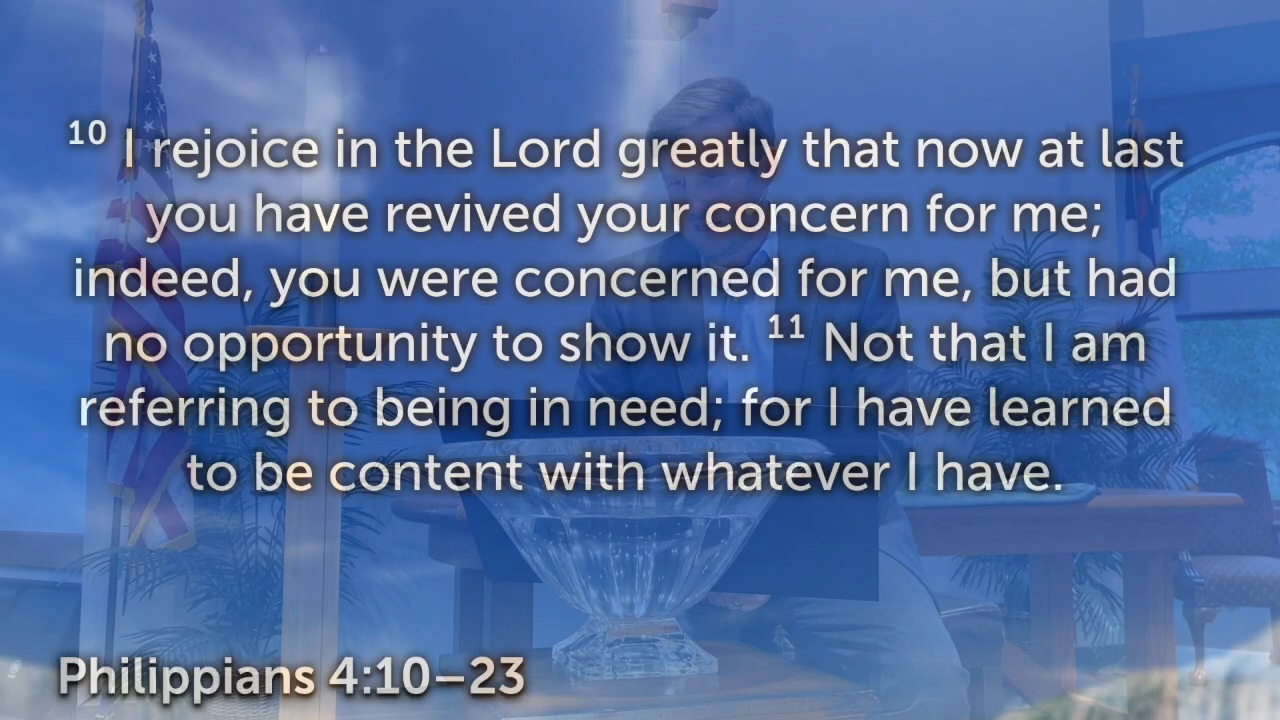 10 I rejoice in the Lord greatly that now at last
you have revived your concern for me;
indeed, you were concerned for me, but had
no opportunity to show it. 11 Not that I am
referring to being in need; for I have learned
to be content with whatever I have.
Philippians 4:10–23